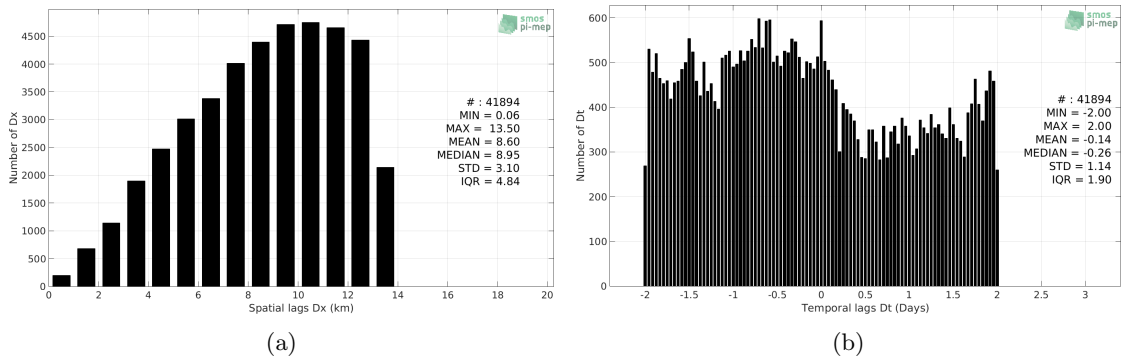 smos
pi-mep
4500
4000
3500
3000
2500
2000
1500
1000
500
0
Number of Dx
# : 41894
MIN = 0.06
MAX = 13.50
MEAN = 8.60
MEDIAN = 8.95
STD = 3.10
IQR = 4.84
0 2 4 6 8 10 12 14 16 18 20
Spatial lags Dx (km)
(a)
smos
pi-mep
600
500
400
300
200
100
0
Number of Dt
# : 41894
MIN = -2.00
MAX = 2.00
MEAN = -0.14
MEDIAN = -0.26
STD = 1.14
IQR = 1.90
-2 -1.5 -1 -0.5 0 0.5 1 1.5 2 2.5 3
Temporal lags Dt (Days)
(b)